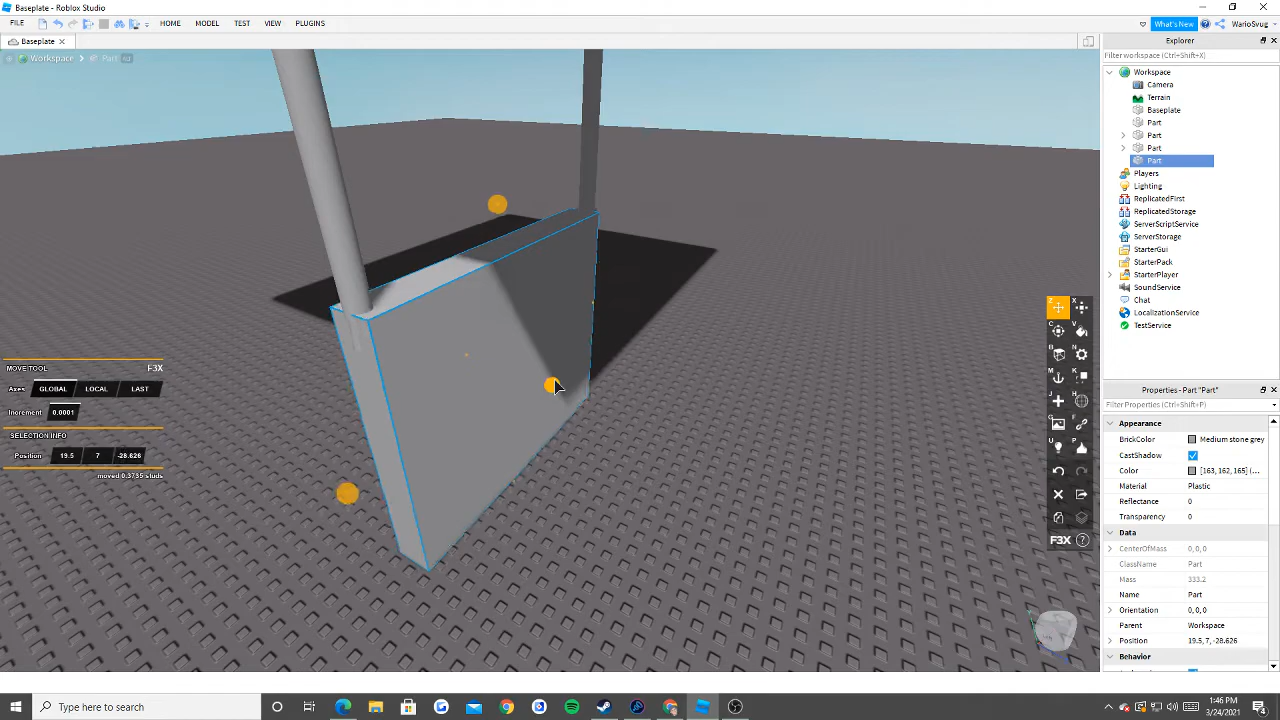 Baseplate - Roblox Studio
FILE HOME MODEL TEST VIEW PLUGINS What's New WarioSvug
Baseplate
Workspace Part
Explorer
Filter workspace (Ctrl+Shift+X)
Workspace
Camera
Terrain
Baseplate
Part
Part
Part
Part
Players
Lighting
ReplicatedFirst
ReplicatedStorage
ServerScriptService
ServerStorage
StarterGui
StarterPack
StarterPlayer
SoundService
Chat
LocalizationService
TestService
MOVE TOOL F3X
Axes GLOBAL LOCAL LAST
Increment 0.0001
SELECTION INFO
Position 19.5 7 -28.626
moved 0.3735 studs
Z X
C V
B N
M K
J H
G F
U P
F3X ?
Properties - Part "Part"
Filter Properties (Ctrl+Shift+P)
Appearance
BrickColor Medium stone grey
CastShadow
Color [163, 162, 165] (...
Material Plastic
Reflectance 0
Transparency 0
Data
CenterOfMass 0, 0, 0
ClassName Part
Mass 333.2
Name Part
Orientation 0, 0, 0
Parent Workspace
Position 19.5, 7, -28.626
Behavior
Type here to search
1:46 PM
3/24/2021